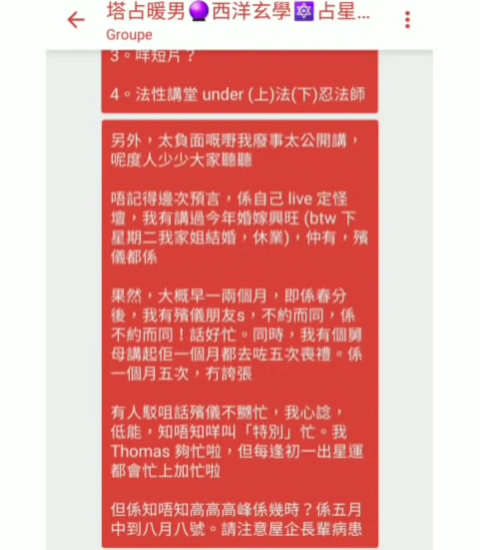 塔占暖男🔮西洋玄學🔯占星...
Groupe
3。咩短片？
4。法性講堂 under (上)法(下)忍法師
另外，太負面嘅嘢我廢事太公開講，
呢度人少少大家聽聽
唔記得邊次預言，係自己 live 定怪
壇，我有講過今年婚嫁興旺 (btw 下
星期二我家姐結婚，休業)，仲有，殯
儀都係
果然，大概早一兩個月，即係春分
後，我有殯儀朋友s，不約而同，係
不約而同！話好忙。同時，我有個舅
母講起佢一個月都去咗五次喪禮。係
一個月五次，冇誇張
有人駁咀話殯儀不嬲忙，我心諗，
低能，知唔知咩叫「特別」忙。我
Thomas 夠忙啦，但每逢初一出星運
都會忙上加忙啦
但係知唔知高高高峰係幾時？係五月
中到八月八號。請注意屋企長輩病患